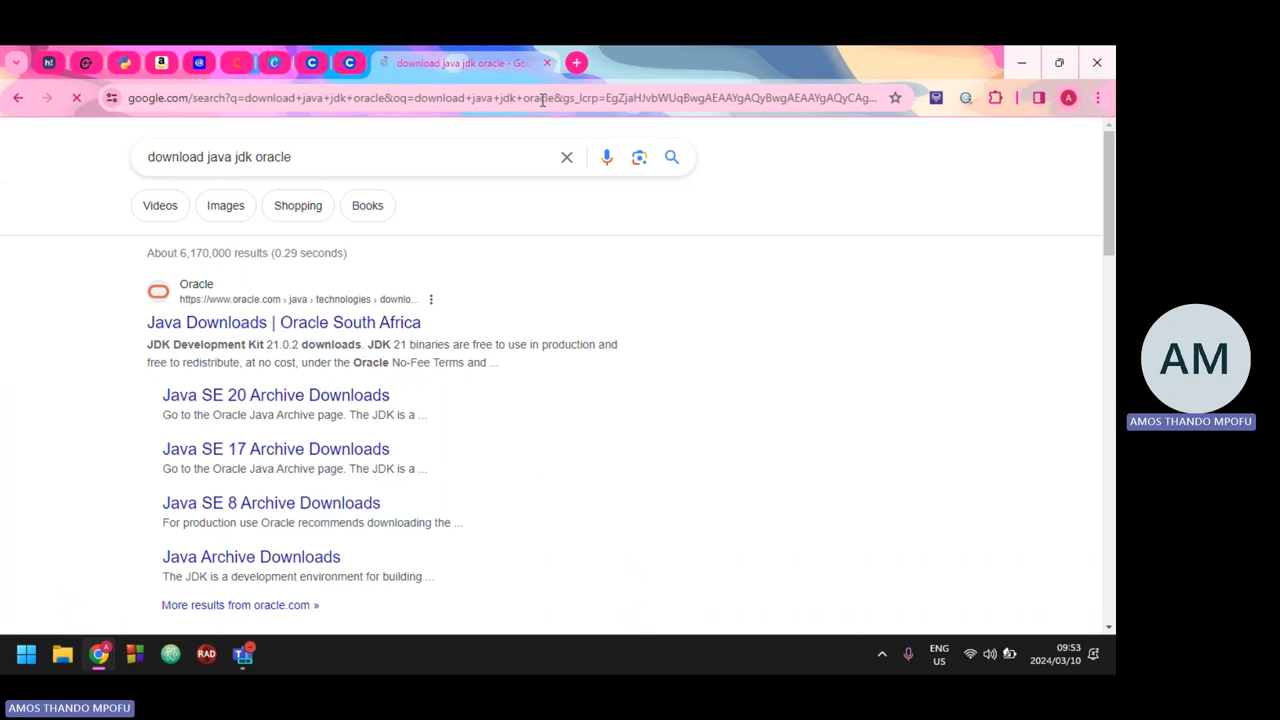 download java jdk oracle - Goo
google.com/search?q=download+java+jdk+oracle&oq=download+java+jdk+oracle&gs_lcrp=EgZjaHJvbWUqBwgAEAAYgAQyBwgAEAAYgAQyCAg...
A
download java jdk oracle
Videos
Images
Shopping
Books
About 6,170,000 results (0.29 seconds)
Oracle
https://www.oracle.com › java › technologies › downlo...
Java Downloads | Oracle South Africa
JDK Development Kit 21.0.2 downloads. JDK 21 binaries are free to use in production and
free to redistribute, at no cost, under the Oracle No-Fee Terms and ...
Java SE 20 Archive Downloads
Go to the Oracle Java Archive page. The JDK is a ...
Java SE 17 Archive Downloads
Go to the Oracle Java Archive page. The JDK is a ...
Java SE 8 Archive Downloads
For production use Oracle recommends downloading the ...
Java Archive Downloads
The JDK is a development environment for building ...
More results from oracle.com »
AM
AMOS THANDO MPOFU
RAD
ENG
US
09:53
2024/03/10
AMOS THANDO MPOFU